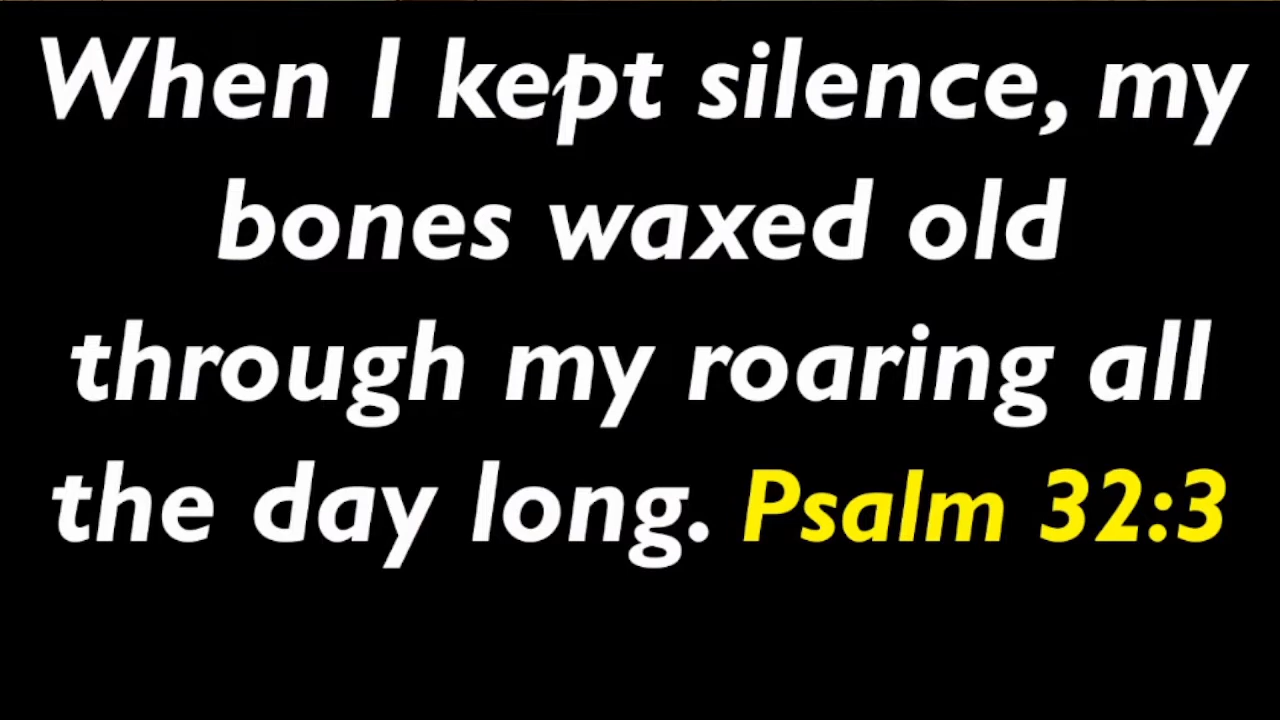 When I kept silence, my
bones waxed old
through my roaring all
the day long. Psalm 32:3